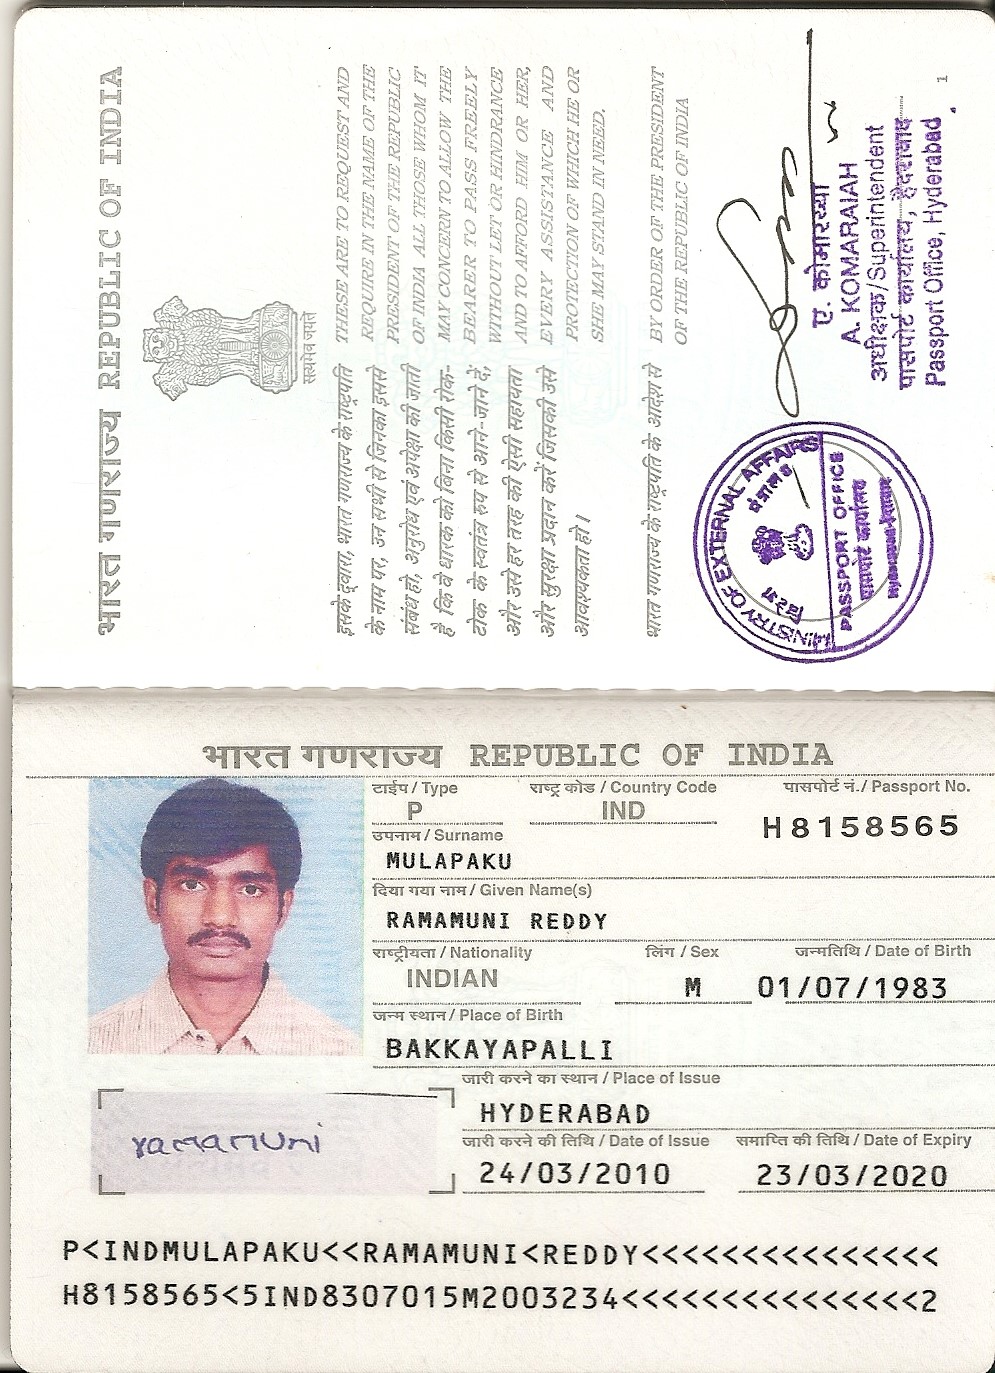 भारत गणराज्य REPUBLIC OF INDIA
सत्यमेव जयते
इसके द्वारा, भारत गणराज्य के राष्ट्रपति
के नाम पर, उन सभी से जिनका इससे
संबंध हो, अनुरोध एवं अपेक्षा की जाती
है कि वे धारक को बिना किसी रोक-
टोक के स्वतंत्र रूप से आने-जाने दें,
और उसे हर तरह की ऐसी सहायता
और सुरक्षा प्रदान करें जिसकी उसे
आवश्यकता हो।
THESE ARE TO REQUEST AND
REQUIRE IN THE NAME OF THE
PRESIDENT OF THE REPUBLIC
OF INDIA ALL THOSE WHOM IT
MAY CONCERN TO ALLOW THE
BEARER TO PASS FREELY
WITHOUT LET OR HINDRANCE
AND TO AFFORD HIM OR HER,
EVERY ASSISTANCE AND
PROTECTION OF WHICH HE OR
SHE MAY STAND IN NEED.
भारत गणराज्य के राष्ट्रपति के आदेश से
BY ORDER OF THE PRESIDENT
OF THE REPUBLIC OF INDIA
MINISTRY OF EXTERNAL AFFAIRS
विदेश
PASSPORT OFFICE
पासपोर्ट कार्यालय
ए. कोमारय्या
A. KOMARAIAH
अधीक्षक/Superintendent
पासपोर्ट कार्यालय, हैदराबाद
Passport Office, Hyderabad
1
भारत गणराज्य REPUBLIC OF INDIA
टाईप / Type राष्ट्र कोड / Country Code पासपोर्ट नं. / Passport No.
P IND H8158565
उपनाम / Surname
MULAPAKU
दिया गया नाम / Given Name(s)
RAMAMUNI REDDY
राष्ट्रीयता / Nationality लिंग / Sex जन्मतिथि / Date of Birth
INDIAN M 01/07/1983
जन्म स्थान / Place of Birth
BAKKAYAPALLI
जारी करने का स्थान / Place of Issue
HYDERABAD
जारी करने की तिथि / Date of Issue समाप्ति की तिथि / Date of Expiry
24/03/2010 23/03/2020
ramamuni
P<INDMULAPAKU<<RAMAMUNI<REDDY<<<<<<<<<<<<<<<
H8158565<5IND8307015M2003234<<<<<<<<<<<<<<<2